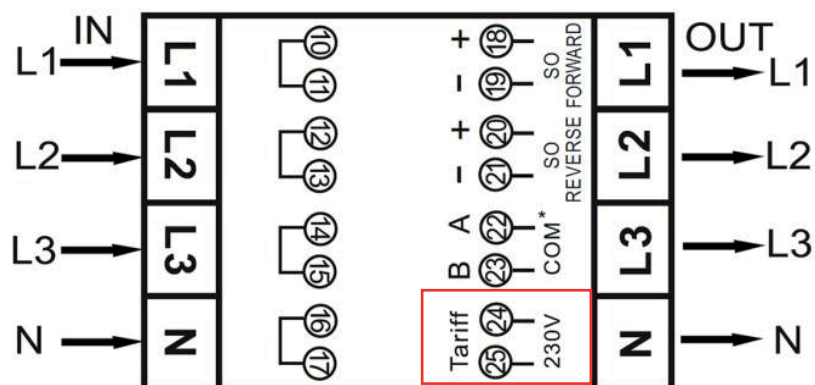 IN
OUT
L1
L1
10
11
+ 18
- 19
SO FORWARD
L1
L1
L2
L2
12
13
+ 20
- 21
SO REVERSE
L2
L2
L3
L3
14
15
A 22
B 23
COM*
L3
L3
N
N
16
17
Tariff
24
25
230V
N
N